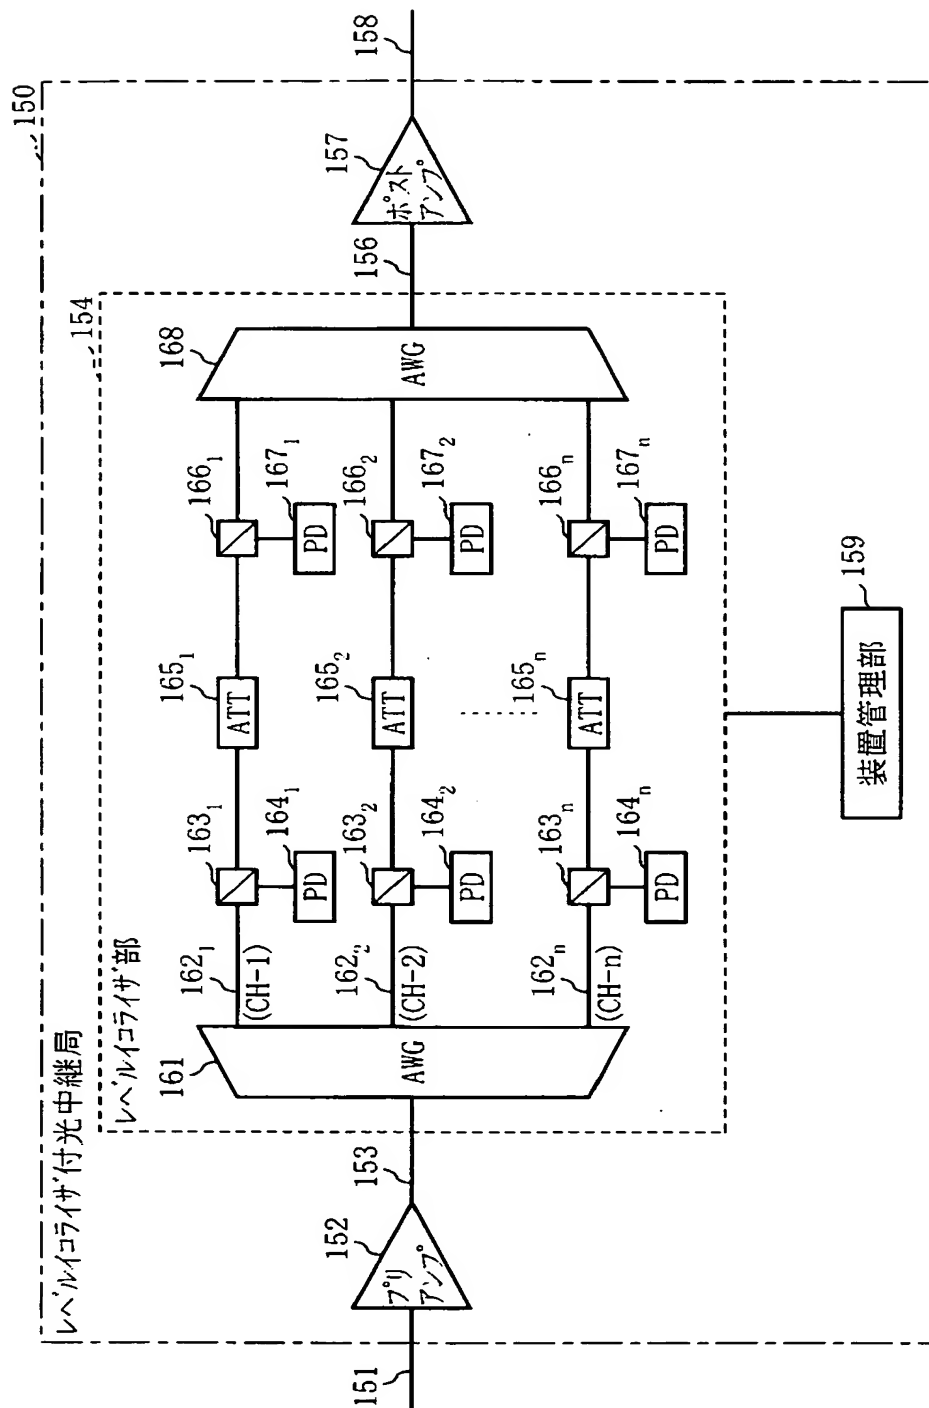 レベルイコライザ付光中継局
150
レベルイコライザ部
154
151
152
プリ
アンプ
153
161
AWG
162₁
(CH-1)
163₁
164₁
PD
165₁
ATT
166₁
167₁
PD
162₂
(CH-2)
163₂
164₂
PD
165₂
ATT
166₂
167₂
PD
162ₙ
(CH-n)
163ₙ
164ₙ
PD
165ₙ
ATT
166ₙ
167ₙ
PD
168
AWG
156
157
ポスト
アンプ
158
159
装置管理部